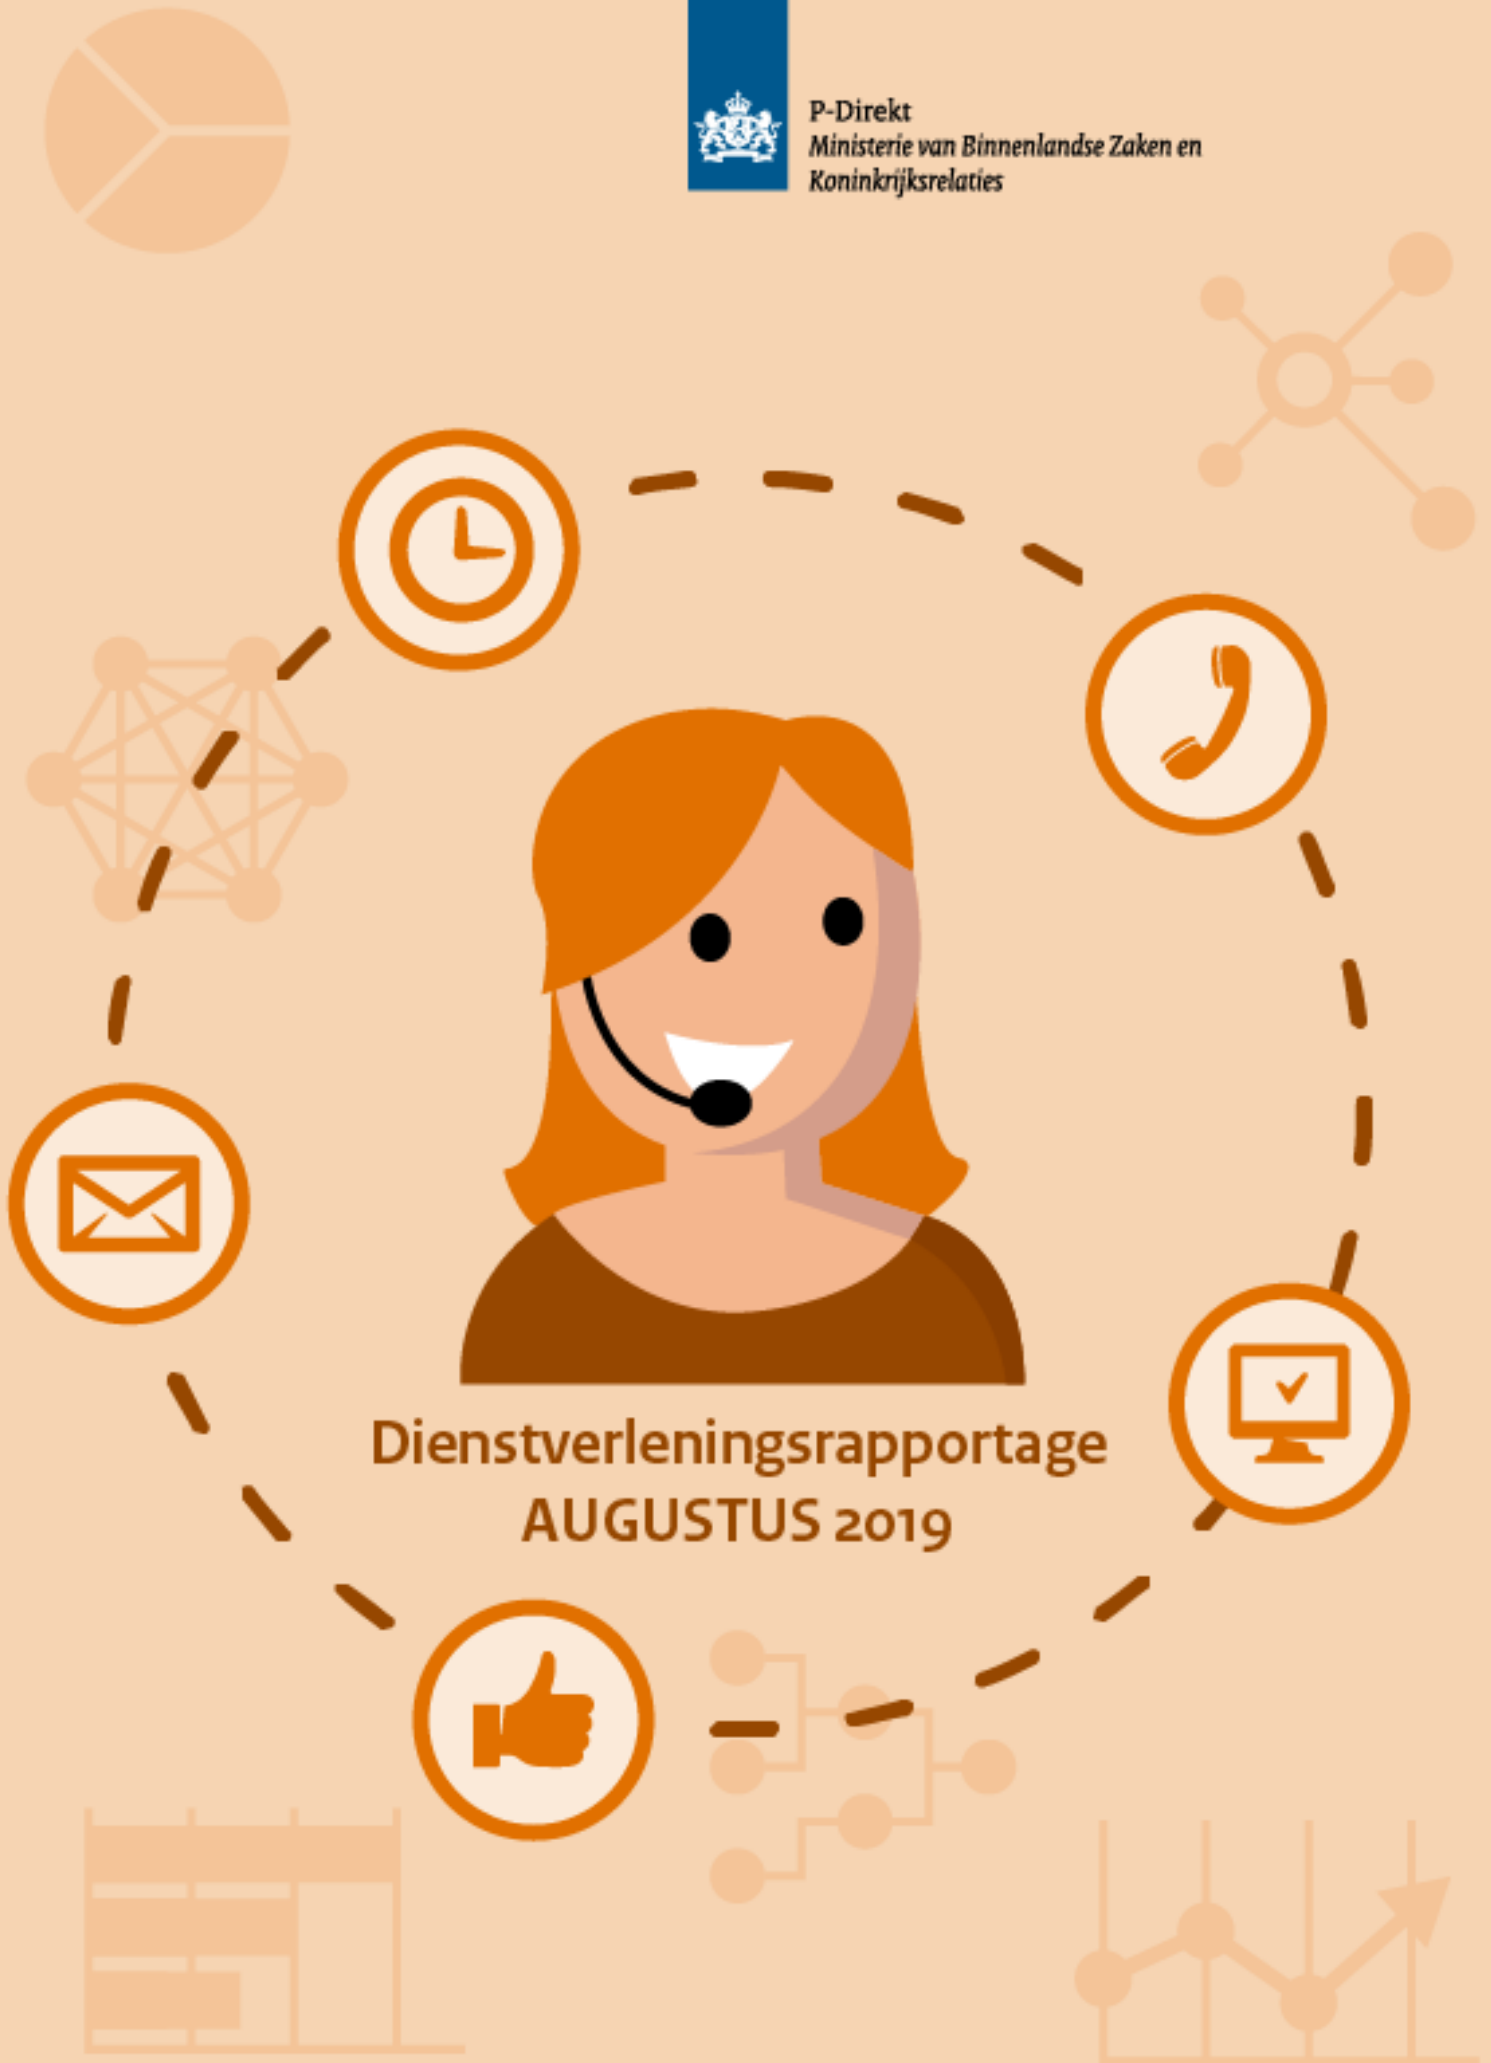 P-Direkt
Ministerie van Binnenlandse Zaken en
Koninkrijksrelaties
Dienstverleningsrapportage
AUGUSTUS 2019